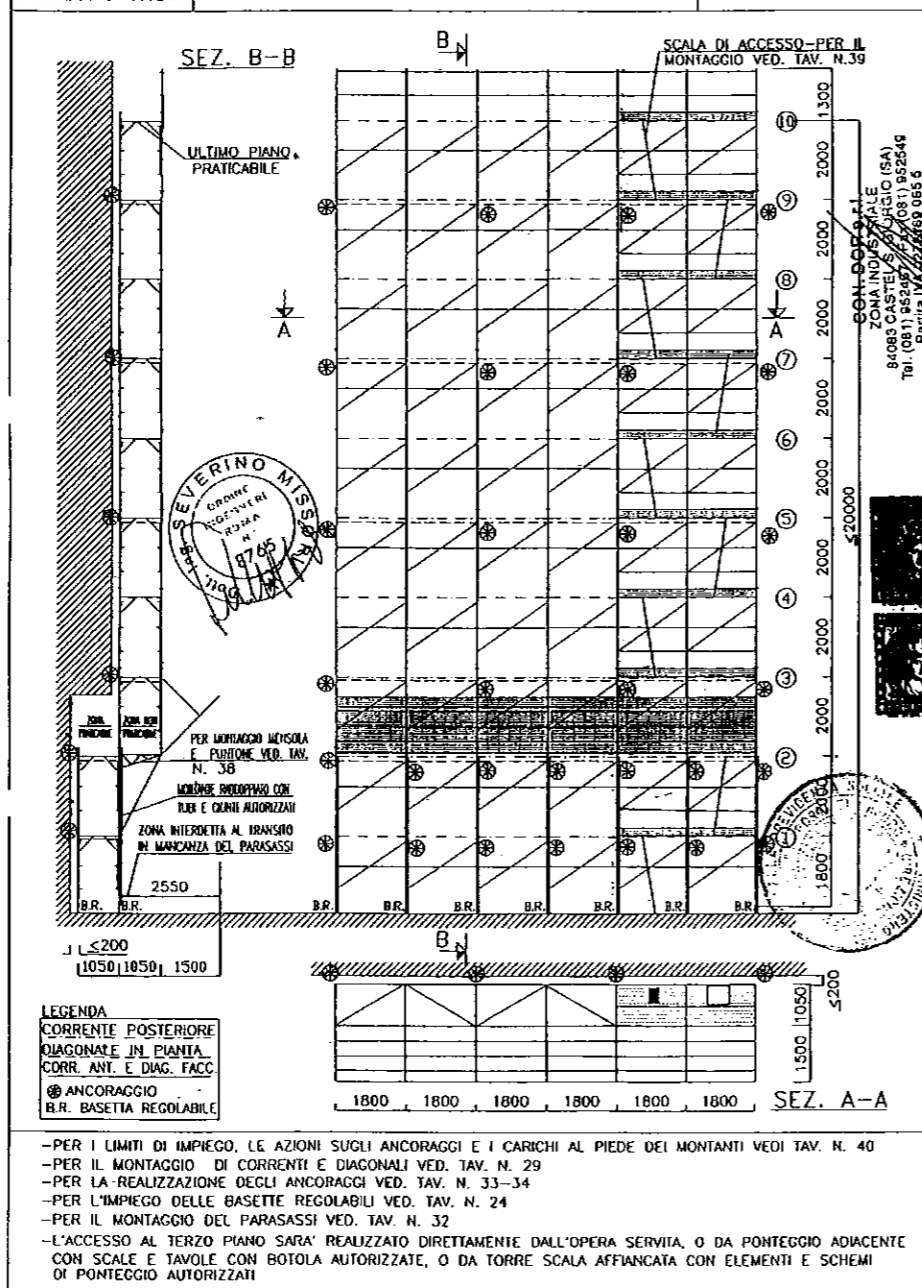 SEZ. B-B
B
SCALA DI ACCESSO-PER IL
MONTAGGIO VED. TAV. N.39
ULTIMO PIANO
PRATICABILE
A
A
10
9
8
7
6
5
4
3
2
1
1300
2000
2000
2000
2000
2000
2000
2000
2000
2000
1800
≤20000
ZONA INDUSTRIALE
84083 CASTEL S. GIORGIO (SA)
Tel. (081) 952549
SEVERINO
ORDINE
INGEGNERI
ROMA
N.
8765
Dott. Ing.
ZONA
ZONA NON
PER MONTAGGIO MENSOLA
E PUNTONE VED. TAV.
N. 38
MONTANTE RADDOPPIATO CON
TUBI E GIUNTI AUTORIZZATI
ZONA INTERDETTA AL TRANSITO
IN MANCANZA DEL PARASASSI
2550
B.R. B.R.
B.R. B.R. B.R. B.R. B.R. B.R. B.R.
≤200
1050 1050 1500
B
≤200
1050
1500
1800 1800 1800 1800 1800 1800
SEZ. A-A
LEGENDA
CORRENTE POSTERIORE
DIAGONALE IN PIANTA
CORR. ANT. E DIAG. FACC.
ANCORAGGIO
B.R. BASETTA REGOLABILE
-PER I LIMITI DI IMPIEGO, LE AZIONI SUGLI ANCORAGGI E I CARICHI AL PIEDE DEI MONTANTI VEDI TAV. N. 40
-PER IL MONTAGGIO DI CORRENTI E DIAGONALI VED. TAV. N. 29
-PER LA REALIZZAZIONE DEGLI ANCORAGGI VED. TAV. N. 33-34
-PER L'IMPIEGO DELLE BASETTE REGOLABILI VED. TAV. N. 24
-PER IL MONTAGGIO DEL PARASASSI VED. TAV. N. 32
-L'ACCESSO AL TERZO PIANO SARA' REALIZZATO DIRETTAMENTE DALL'OPERA SERVITA, O DA PONTEGGIO ADIACENTE
CON SCALE E TAVOLE CON BOTOLA AUTORIZZATE, O DA TORRE SCALA AFFIANCATA CON ELEMENTI E SCHEMI
DI PONTEGGIO AUTORIZZATI